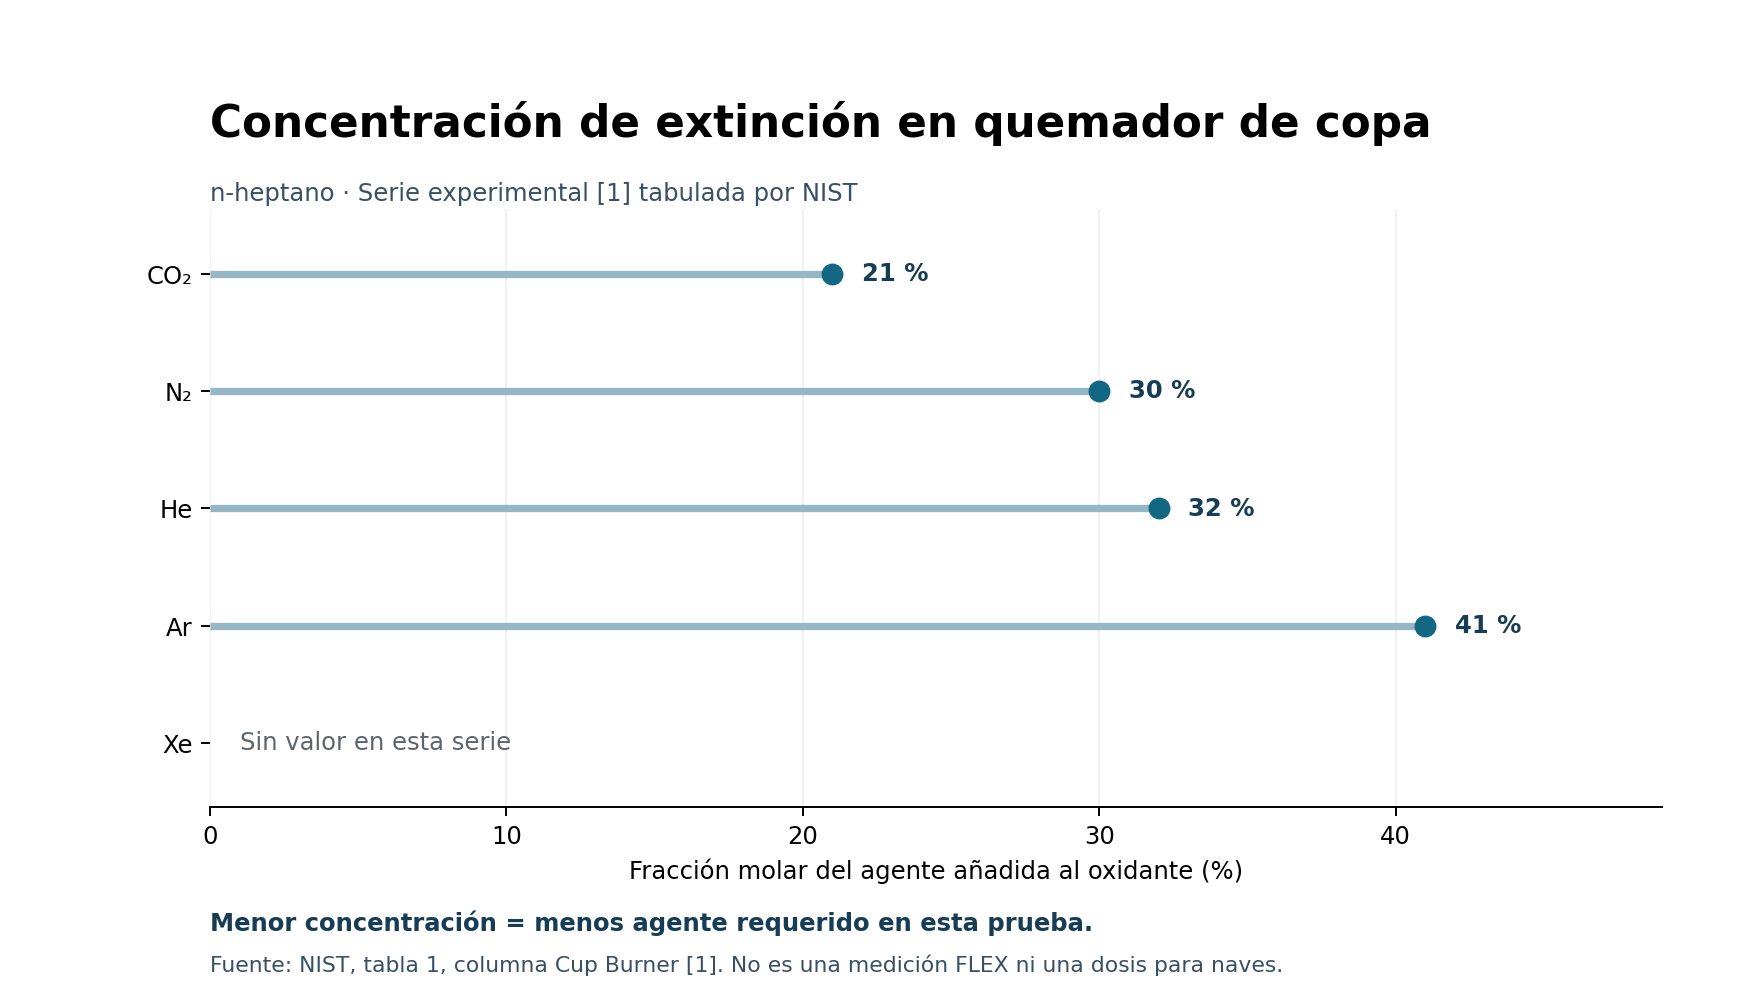 Concentración de extinción en quemador de copa
n-heptano · Serie experimental [1] tabulada por NIST
CO₂
21 %
N₂
30 %
He
32 %
Ar
41 %
Xe
Sin valor en esta serie
0 10 20 30 40
Fracción molar del agente añadida al oxidante (%)
Menor concentración = menos agente requerido en esta prueba.
Fuente: NIST, tabla 1, columna Cup Burner [1]. No es una medición FLEX ni una dosis para naves.